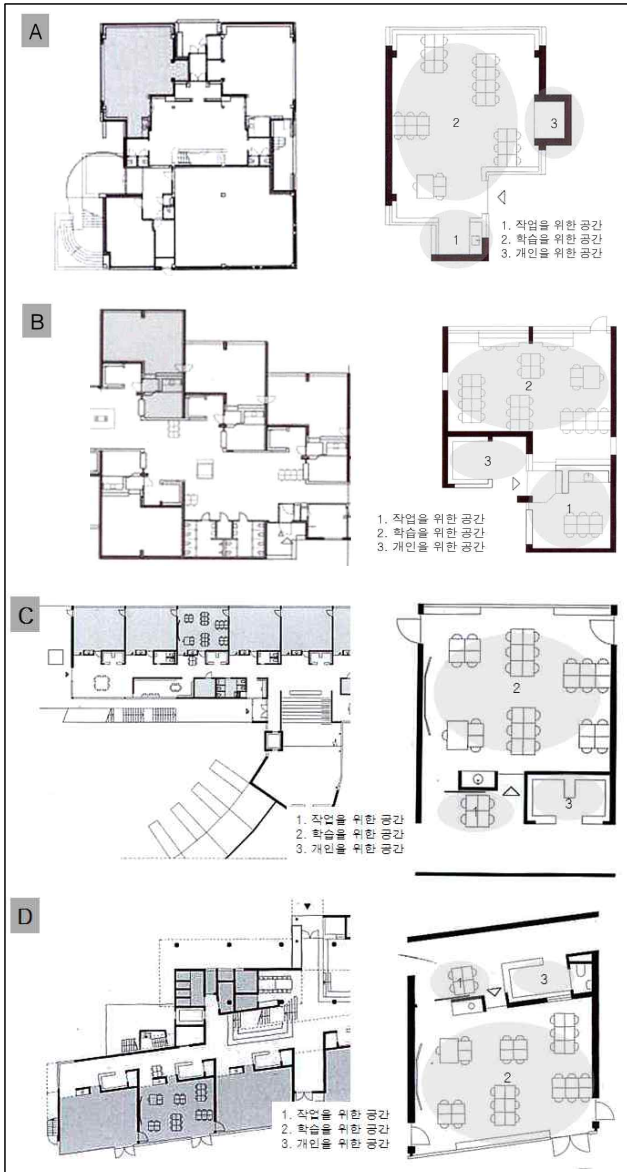 A
2
3
1
1. 작업을 위한 공간
2. 학습을 위한 공간
3. 개인을 위한 공간
B
2
3
1
1. 작업을 위한 공간
2. 학습을 위한 공간
3. 개인을 위한 공간
C
2
1
3
1. 작업을 위한 공간
2. 학습을 위한 공간
3. 개인을 위한 공간
D
1
3
2
1. 작업을 위한 공간
2. 학습을 위한 공간
3. 개인을 위한 공간